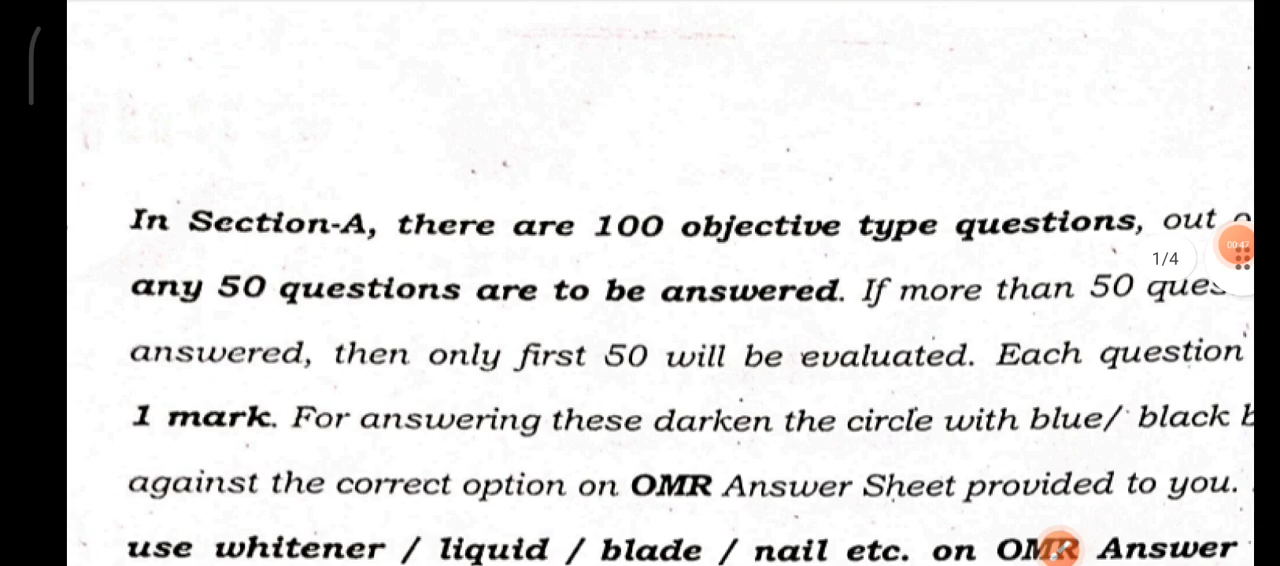 In Section-A, there are 100 objective type questions, out
1/4
00:47
any 50 questions are to be answered. If more than 50
answered, then only first 50 will be evaluated. Each question
1 mark. For answering these darken the circle with blue/ black
against the correct option on OMR Answer Sheet provided to you.
use whitener / liquid / blade / nail etc. on OMR Answer